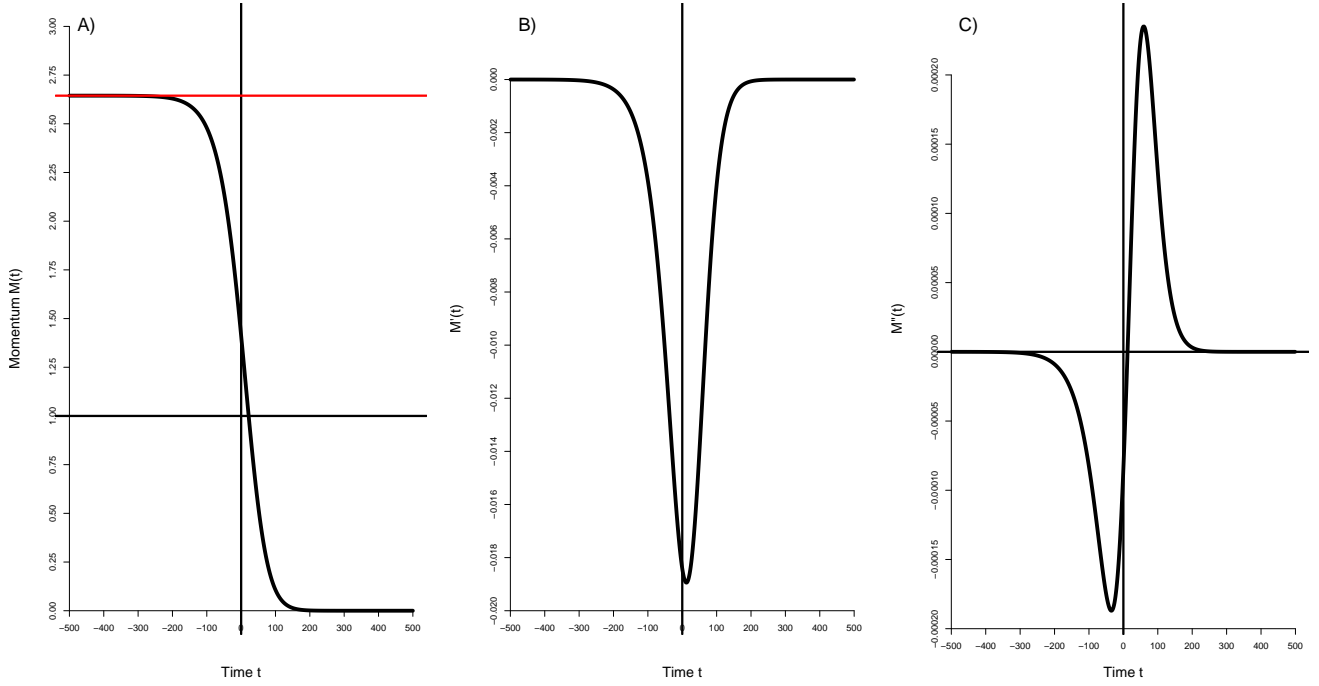 A)
Momentum M(t)
0.00 0.25 0.50 0.75 1.00 1.25 1.50 1.75 2.00 2.25 2.50 2.75 3.00
−500 −400 −300 −200 −100 0 100 200 300 400 500
Time t
B)
M'(t)
−0.020 −0.018 −0.016 −0.014 −0.012 −0.010 −0.008 −0.006 −0.004 −0.002 0.000
−500 −400 −300 −200 −100 0 100 200 300 400 500
Time t
C)
M''(t)
−0.00020 −0.00015 −0.00010 −0.00005 0.00000 0.00005 0.00010 0.00015 0.00020
−500 −400 −300 −200 −100 0 100 200 300 400 500
Time t